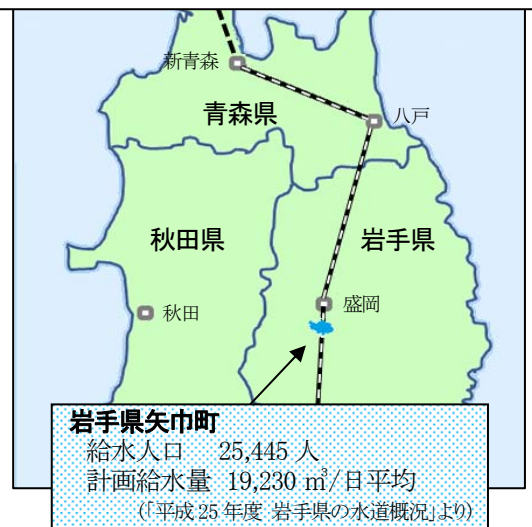 新青森
青森県
八戸
秋田県
岩手県
盛岡
秋田
岩手県矢巾町
給水人口 25,445 人
計画給水量 19,230 ㎥/日平均
(「平成25年度 岩手県の水道概況」より)